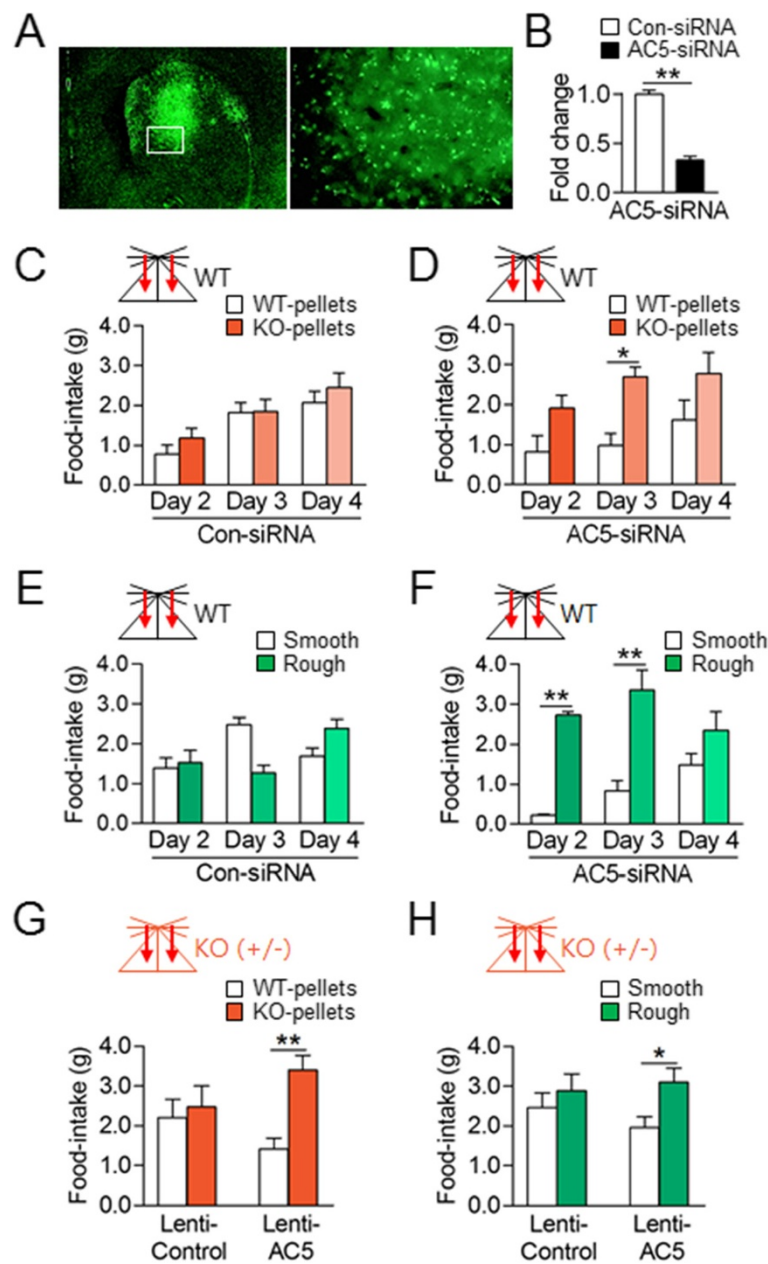 A
B
Con-siRNA
AC5-siRNA
**
Fold change
1.0
0.5
0.0
AC5-siRNA
C
WT
WT-pellets
KO-pellets
Food-intake (g)
4.0
3.0
2.0
1.0
0.0
Day 2 Day 3 Day 4
Con-siRNA
D
WT
WT-pellets
KO-pellets
*
Food-intake (g)
4.0
3.0
2.0
1.0
0.0
Day 2 Day 3 Day 4
AC5-siRNA
E
WT
Smooth
Rough
Food-intake (g)
4.0
3.0
2.0
1.0
0.0
Day 2 Day 3 Day 4
Con-siRNA
F
WT
Smooth
Rough
**
**
Food-intake (g)
4.0
3.0
2.0
1.0
0.0
Day 2 Day 3 Day 4
AC5-siRNA
G
KO (+/-)
WT-pellets
KO-pellets
**
Food-intake (g)
4.0
3.0
2.0
1.0
0.0
Lenti-
Control
Lenti-
AC5
H
KO (+/-)
Smooth
Rough
*
Food-intake (g)
4.0
3.0
2.0
1.0
0.0
Lenti-
Control
Lenti-
AC5